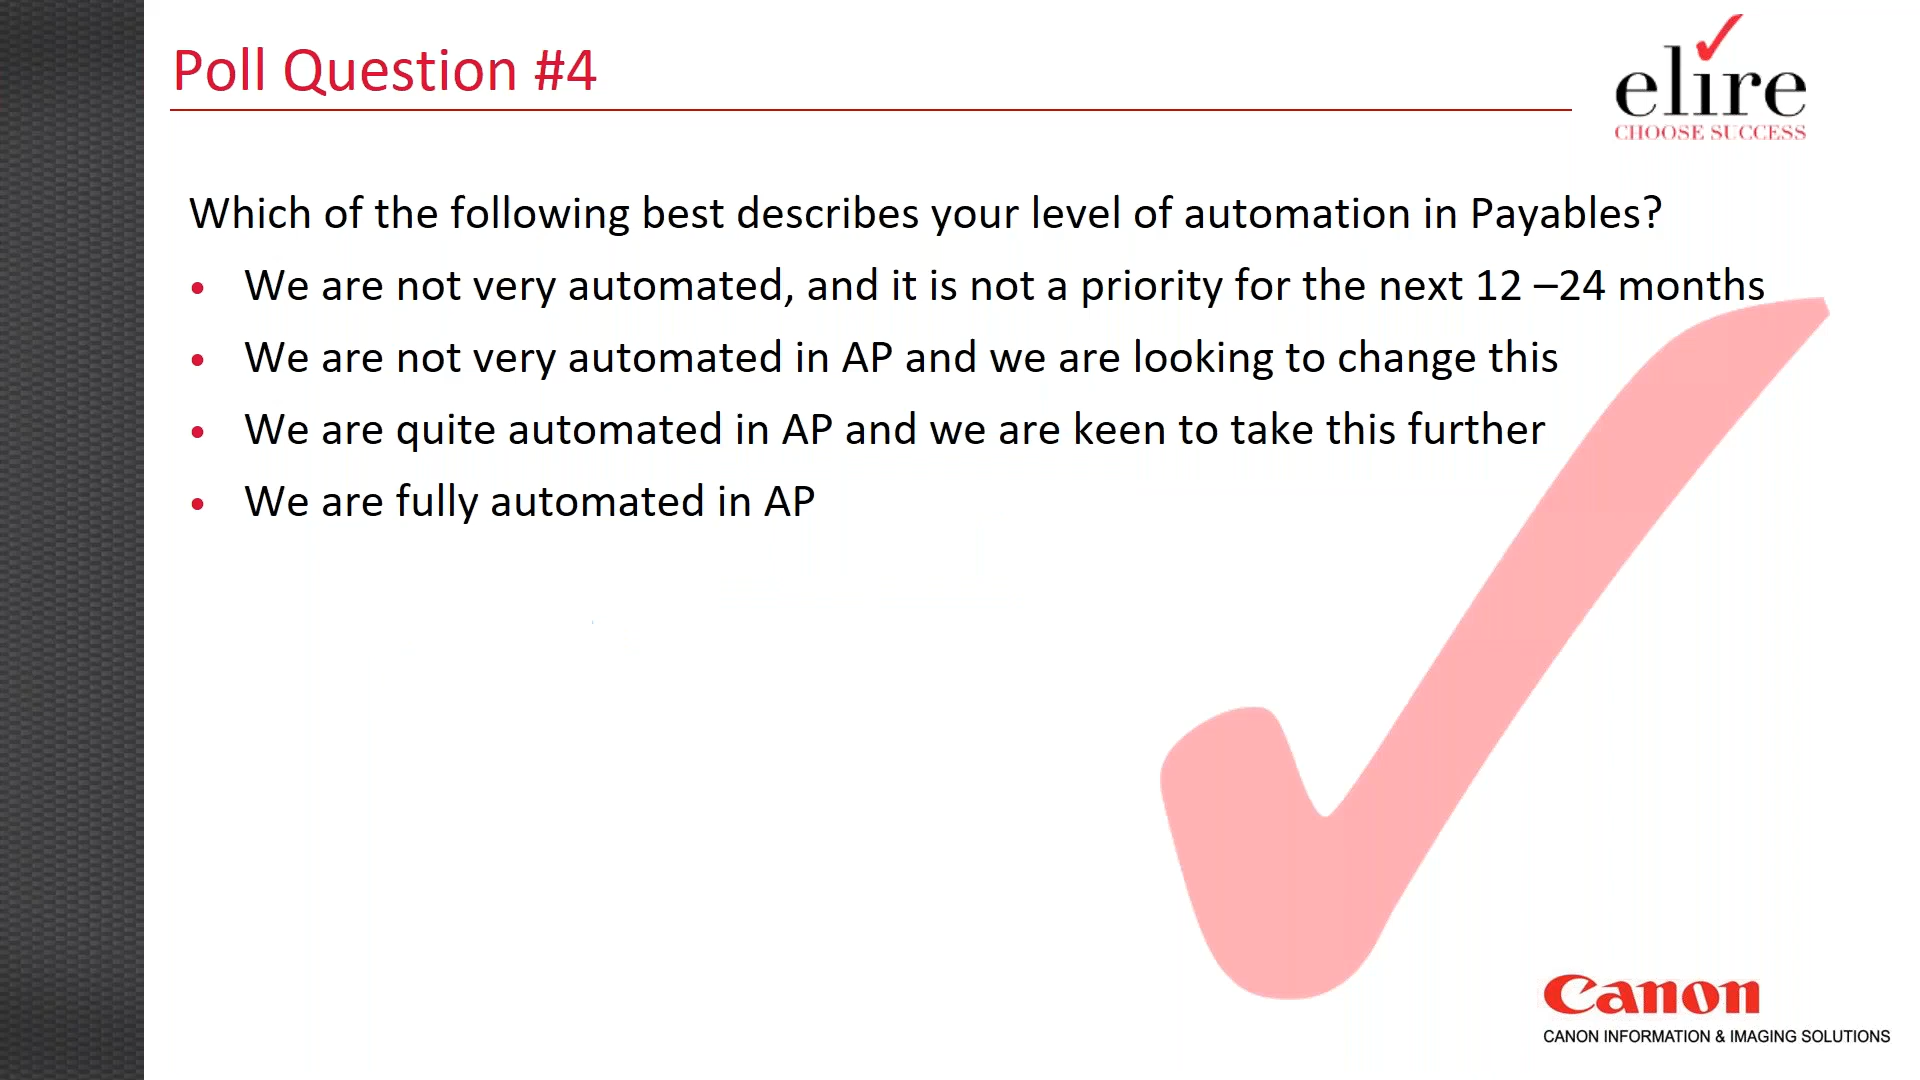 Poll Question #4
elire
CHOOSE SUCCESS
Which of the following best describes your level of automation in Payables?
• We are not very automated, and it is not a priority for the next 12 –24 months
• We are not very automated in AP and we are looking to change this
• We are quite automated in AP and we are keen to take this further
• We are fully automated in AP
Canon
CANON INFORMATION & IMAGING SOLUTIONS